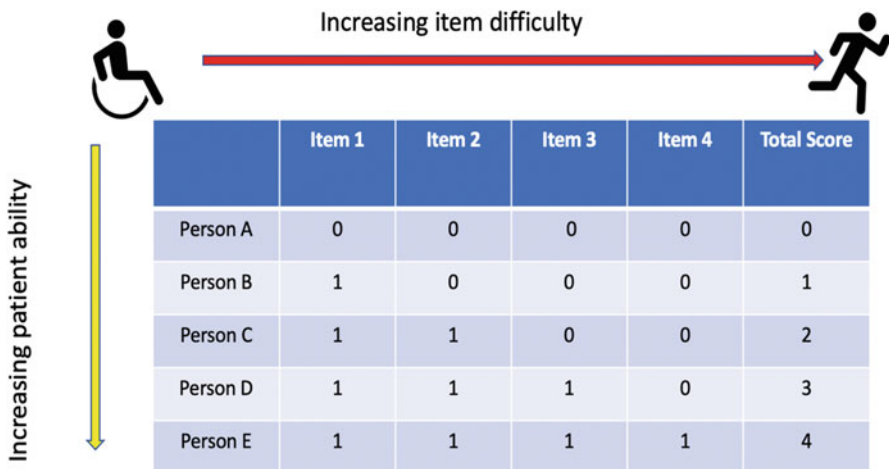 Increasing item difficulty
Increasing patient ability
Item 1 Item 2 Item 3 Item 4 Total Score
Person A 0 0 0 0 0
Person B 1 0 0 0 1
Person C 1 1 0 0 2
Person D 1 1 1 0 3
Person E 1 1 1 1 4